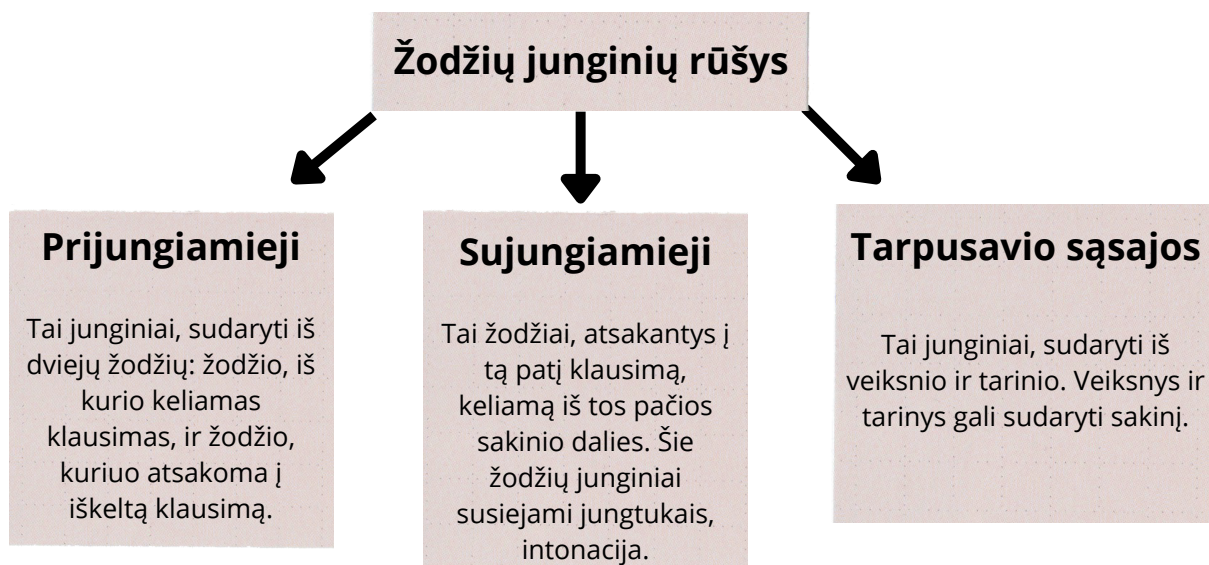 Žodžių junginių rūšys
Prijungiamieji
Tai junginiai, sudaryti iš
dviejų žodžių: žodžio, iš
kurio keliamas
klausimas, ir žodžio,
kuriuo atsakoma į
iškeltą klausimą.
Sujungiamieji
Tai žodžiai, atsakantys į
tą patį klausimą,
keliamą iš tos pačios
sakinio dalies. Šie
žodžių junginiai
susiejami jungtukais,
intonacija.
Tarpusavio sąsajos
Tai junginiai, sudaryti iš
veiksnio ir tarinio. Veiksnys ir
tarinys gali sudaryti sakinį.